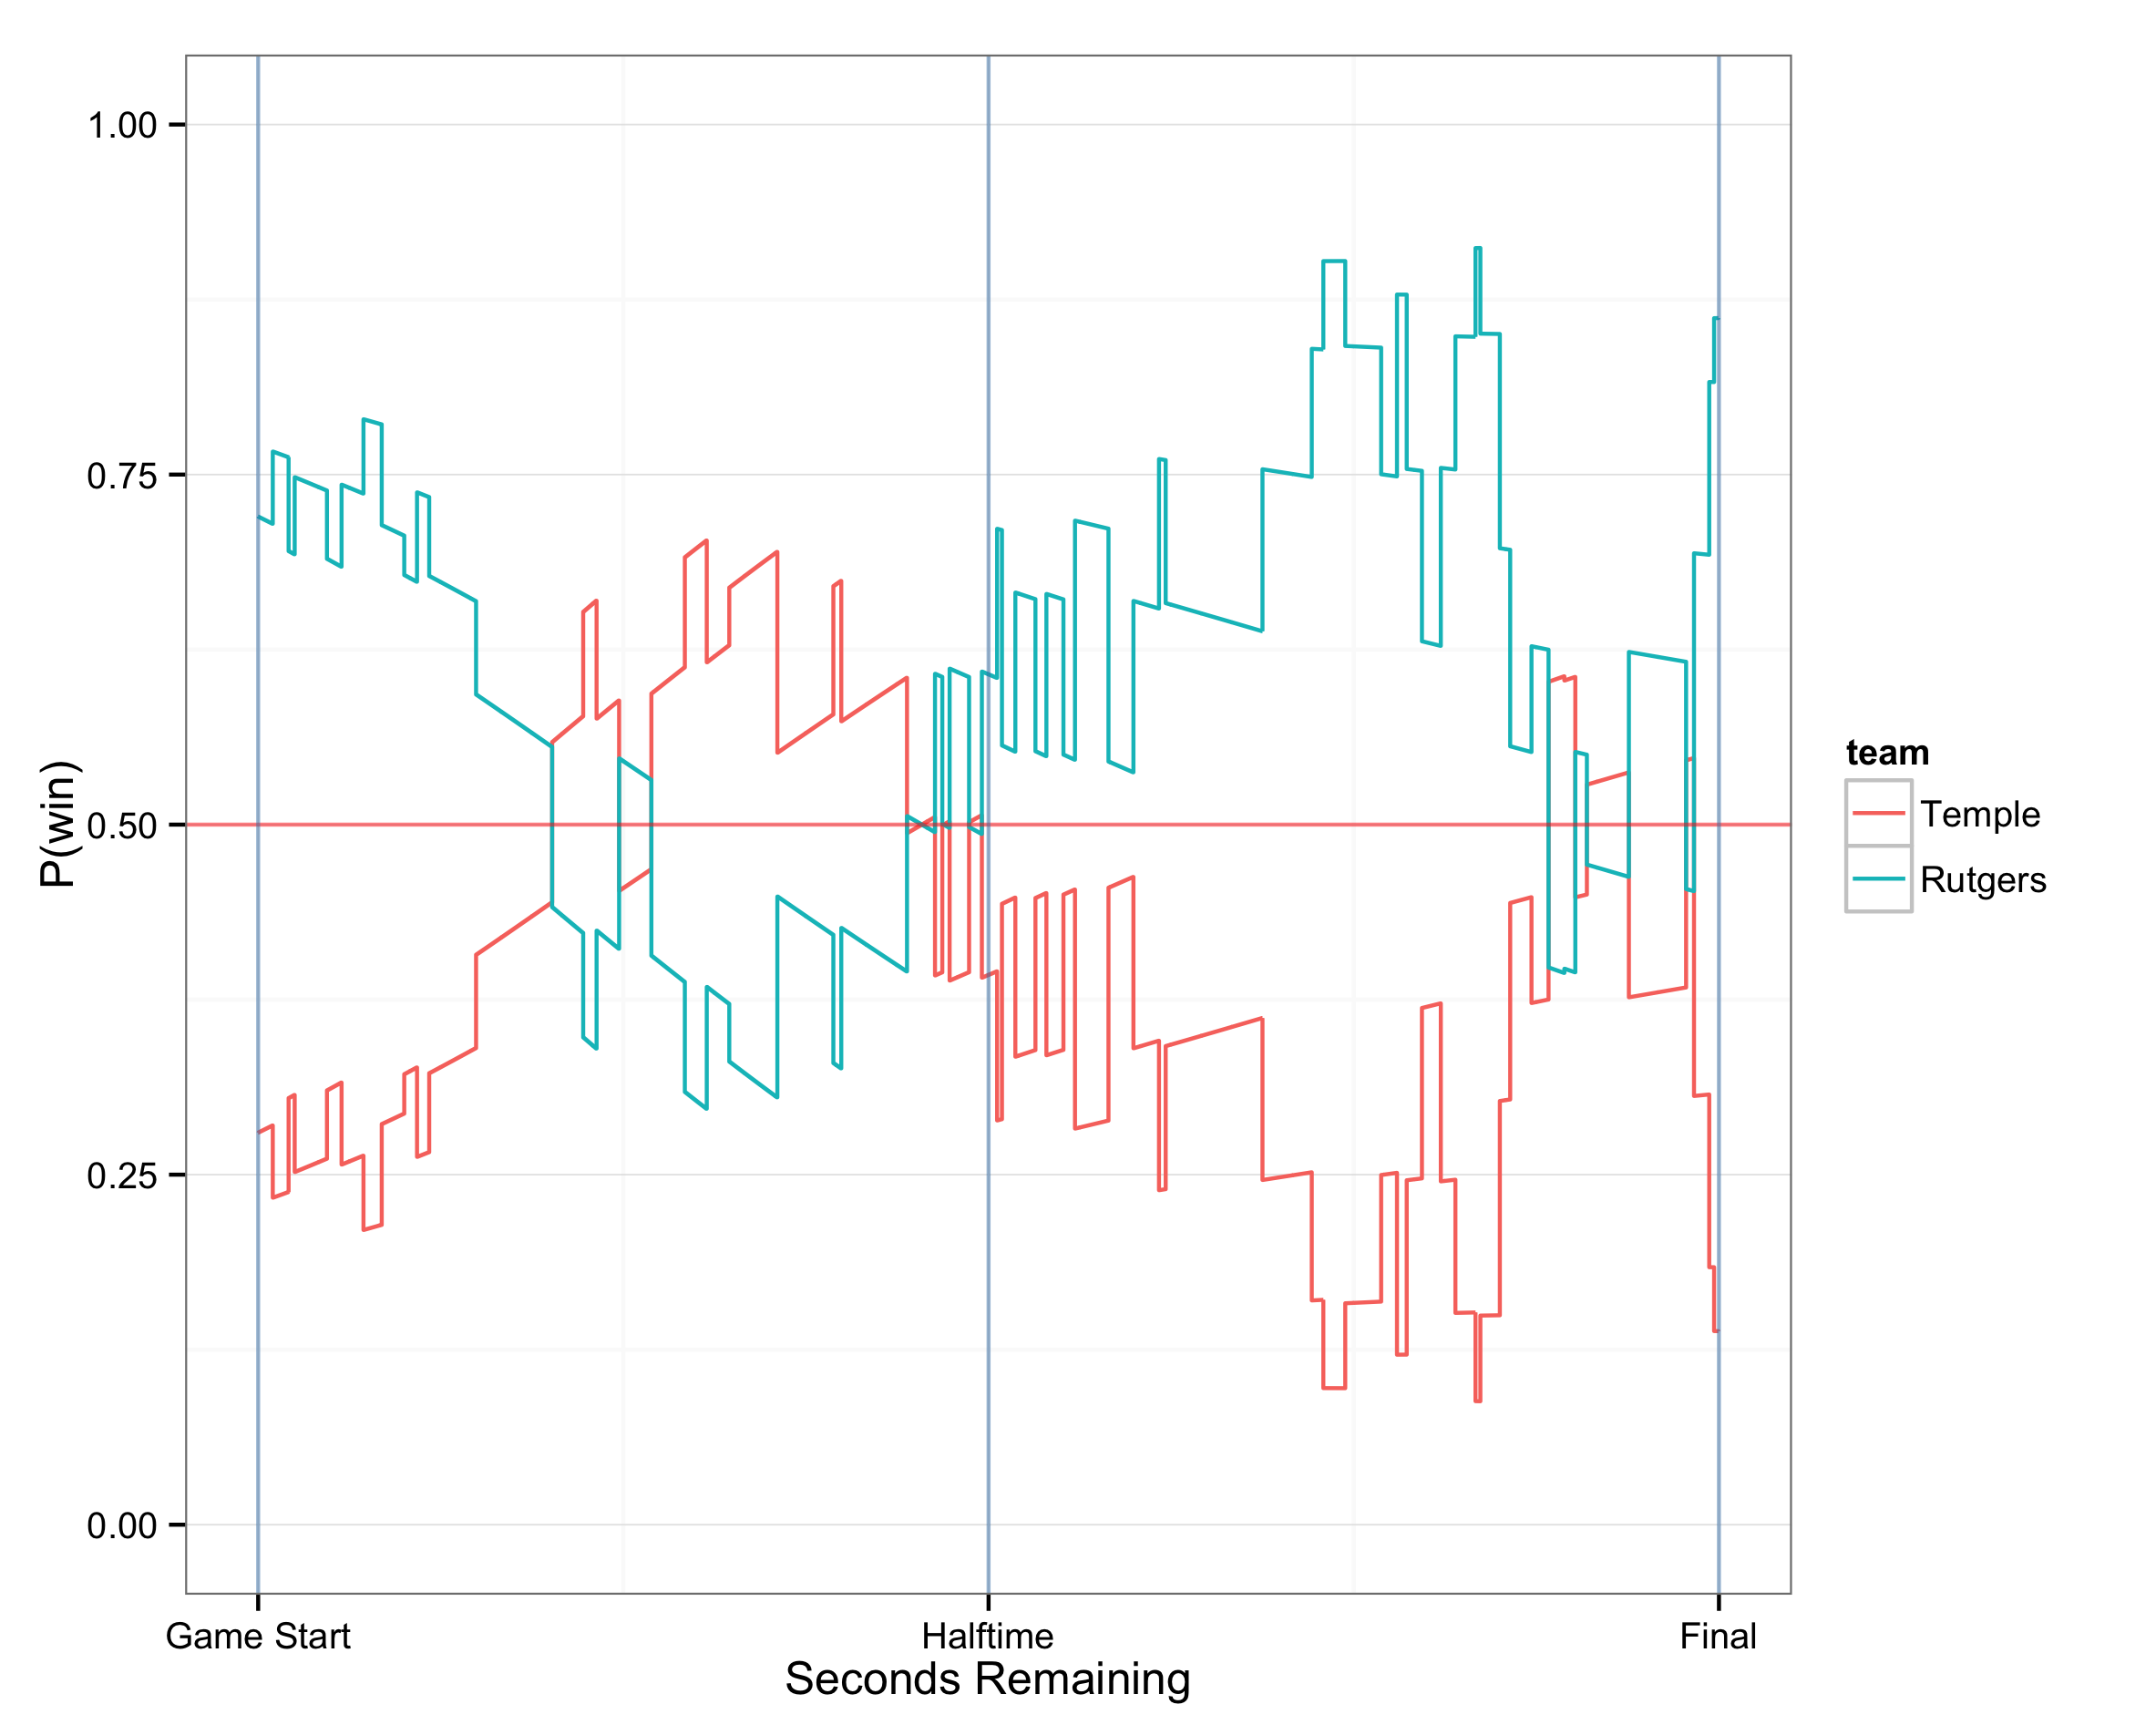 1.00
0.75
0.50
0.25
0.00
P(win)
Game Start
Halftime
Final
Seconds Remaining
team
Temple
Rutgers